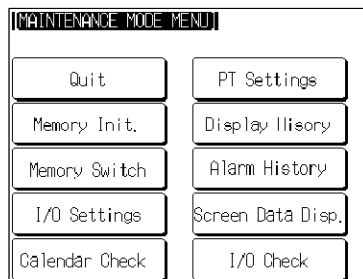 [MAINTENANCE MODE MENU]
Quit
PT Settings
Memory Init.
Display Hisory
Memory Switch
Alarm History
I/O Settings
Screen Data Disp.
Calendar Check
I/O Check